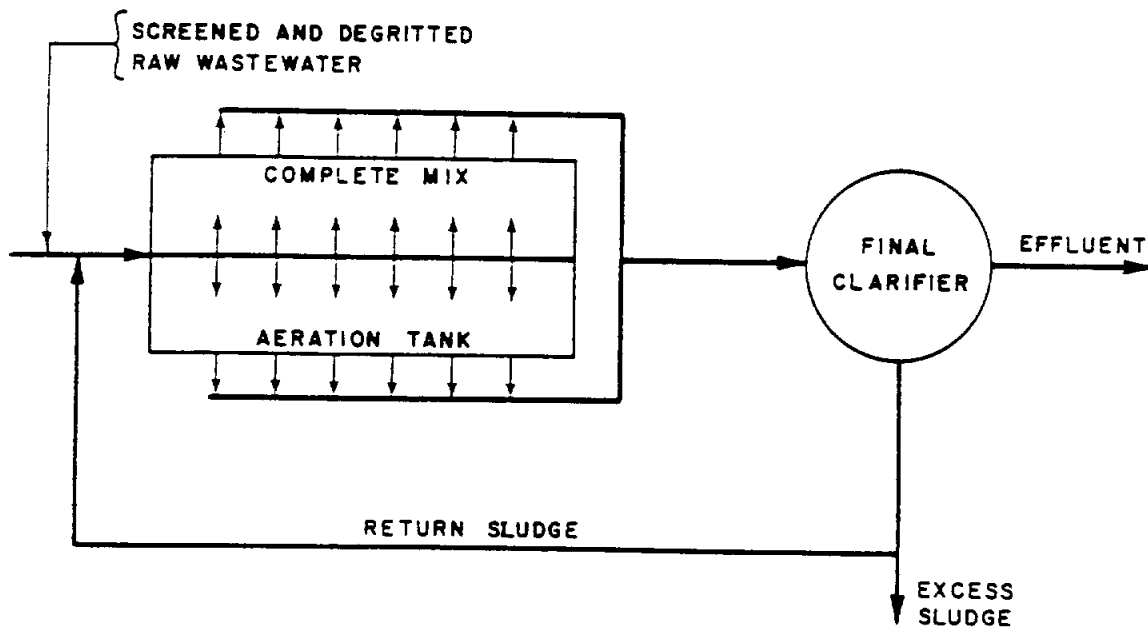 SCREENED AND DEGRITTED
RAW WASTEWATER
COMPLETE MIX
AERATION TANK
FINAL
CLARIFIER
EFFLUENT
RETURN SLUDGE
EXCESS
SLUDGE